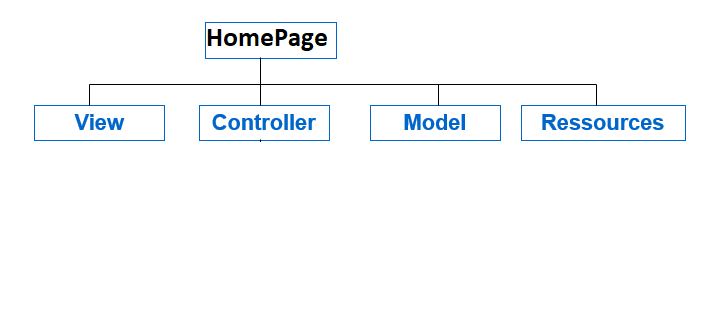 HomePage
View
Controller
Model
Ressources